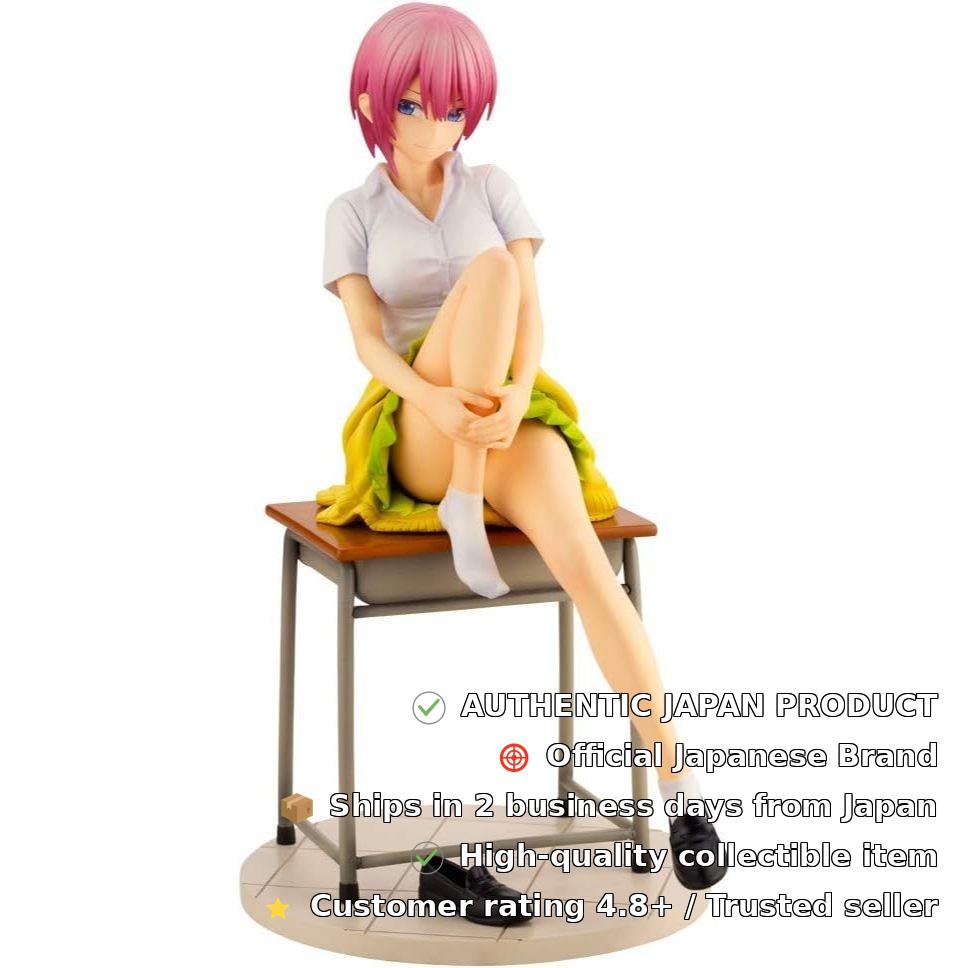 AUTHENTIC JAPAN PRODUCT
Official Japanese Brand
Ships in 2 business days from Japan
High-quality collectible item
Customer rating 4.8+ / Trusted seller